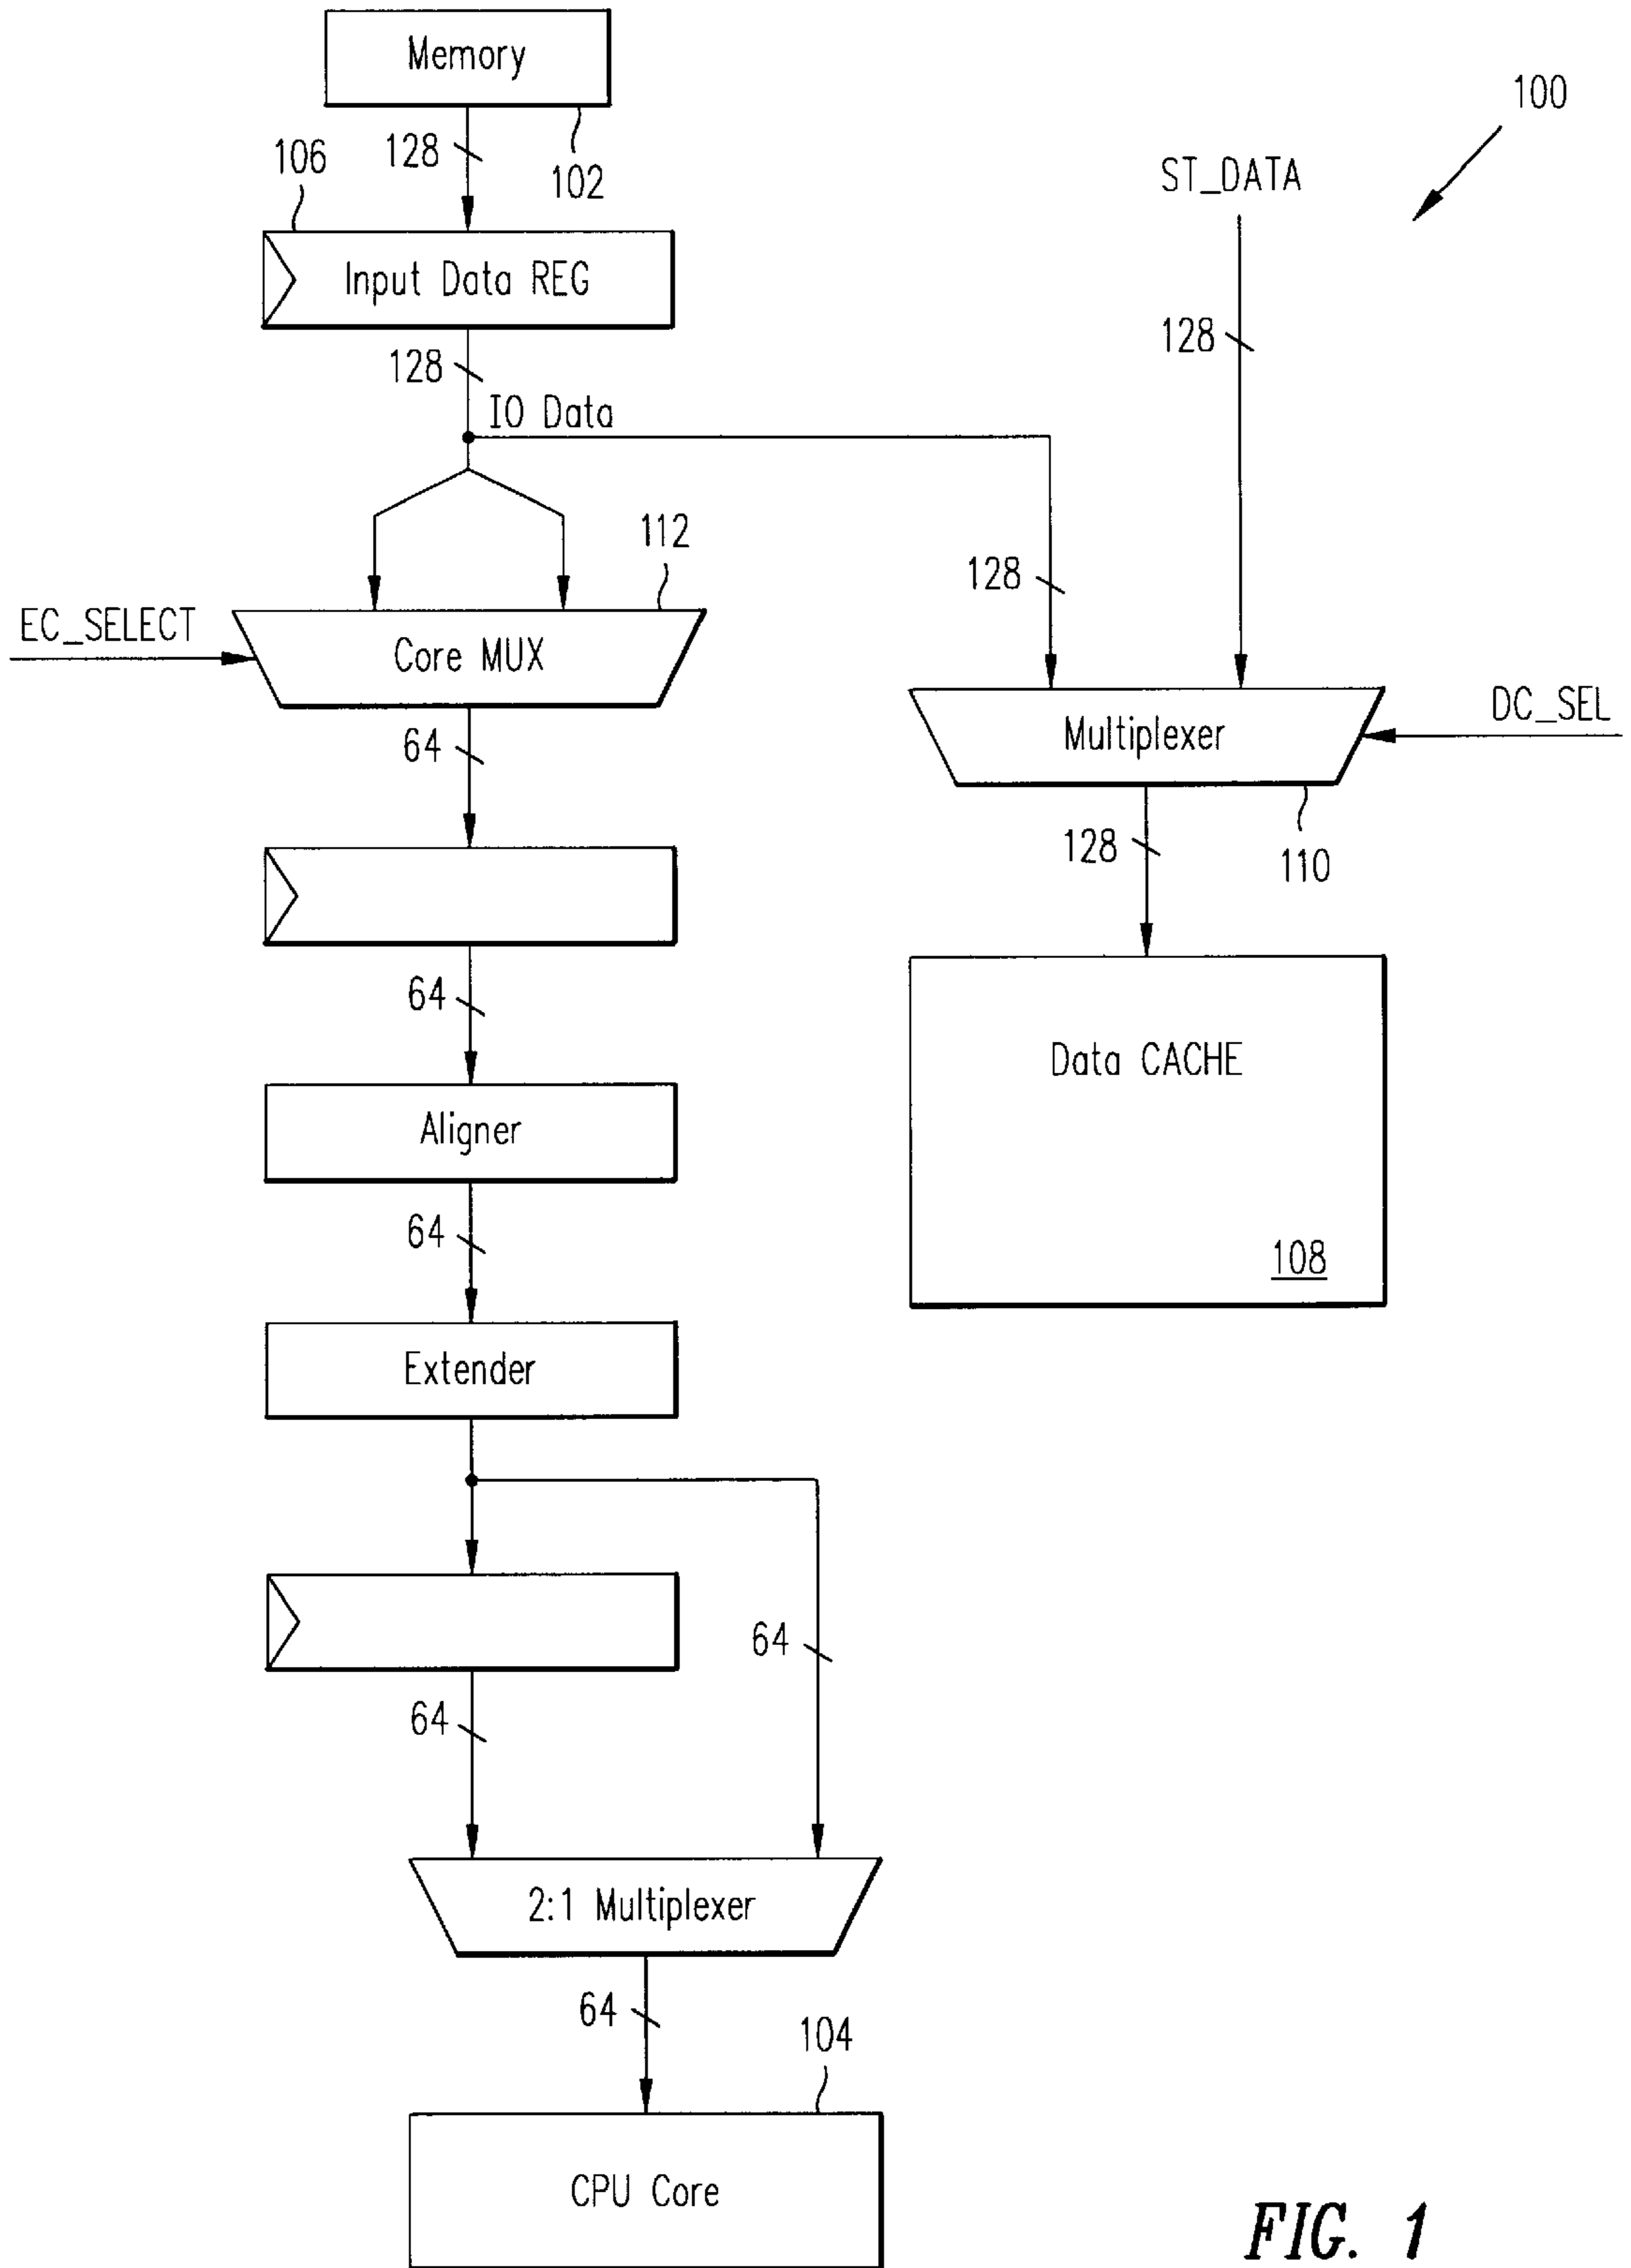 Memory
100
128
106
102
ST_DATA
Input Data REG
128
128
IO Data
112
128
EC_SELECT
Core MUX
DC_SEL
Multiplexer
64
128
110
64
Data CACHE
Aligner
64
108
Extender
64
64
2:1 Multiplexer
64
104
CPU Core
FIG. 1